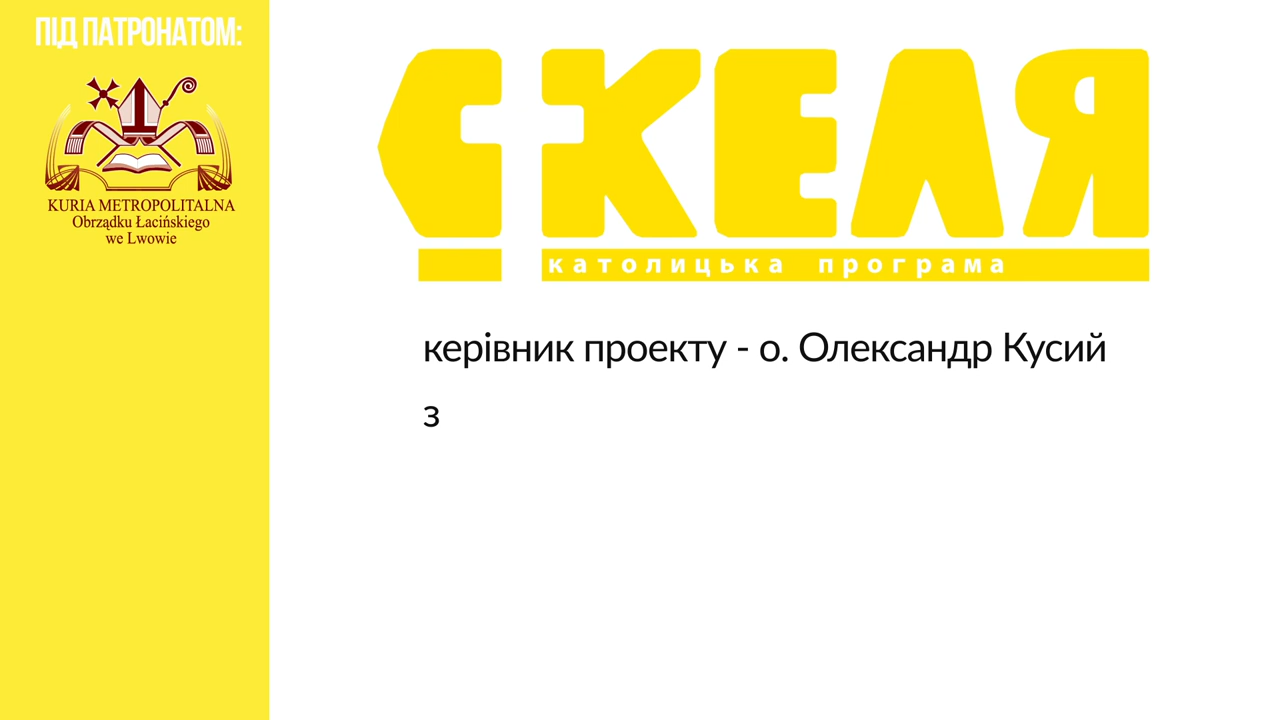 ПІД ПАТРОНАТОМ:
KURIA METROPOLITALNA
Obrządku Łacińskiego
we Lwowie
СКЕЛЯ
католицька програма
керівник проекту - о. Олександр Кусий
з